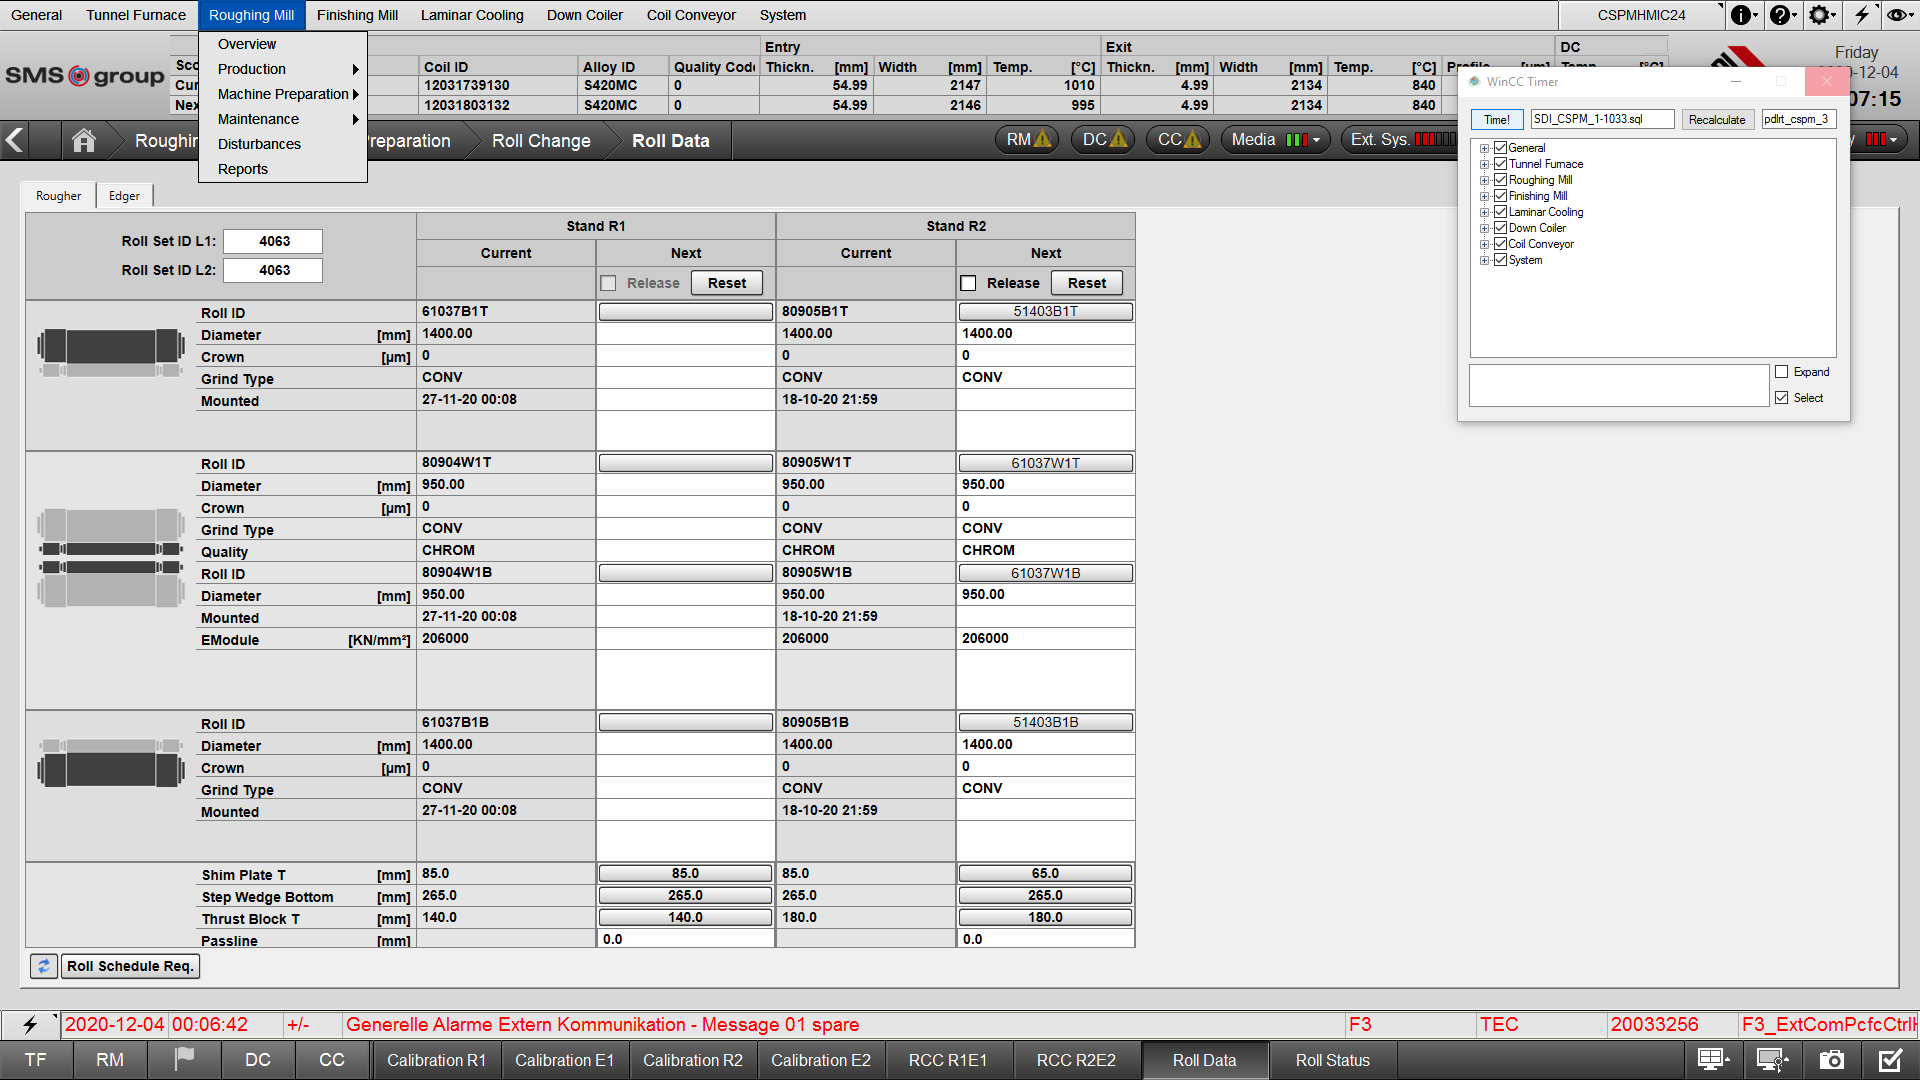 General Tunnel Furnace Roughing Mill Finishing Mill Laminar Cooling Down Coiler Coil Conveyor System CSPMHMIC24
Overview
Production
Machine Preparation
Maintenance
Disturbances
Reports
SMS group
Entry Exit DC
Coil ID Alloy ID Quality Code Thickn. [mm] Width [mm] Temp. [°C] Thickn. [mm] Width [mm] Temp. [°C]
12031739130 S420MC 0 54.99 2147 1010 4.99 2134 840
12031803132 S420MC 0 54.99 2146 995 4.99 2134 840
Friday
-12-04
07:15
Roll Change Roll Data RM DC CC Media Ext. Sys.
WinCC Timer
Time! SDI_CSPM_1-1033.sql Recalculate pdlrt_cspm_3
General
Tunnel Furnace
Roughing Mill
Finishing Mill
Laminar Cooling
Down Coiler
Coil Conveyor
System
Expand
Select
Rougher Edger
Stand R1 Stand R2
Roll Set ID L1: 4063
Roll Set ID L2: 4063
Current Next Current Next
Release Reset Release Reset
Roll ID 61037B1T 80905B1T 51403B1T
Diameter [mm] 1400.00 1400.00 1400.00
Crown [µm] 0 0 0
Grind Type CONV CONV CONV
Mounted 27-11-20 00:08 18-10-20 21:59
Roll ID 80904W1T 80905W1T 61037W1T
Diameter [mm] 950.00 950.00 950.00
Crown [µm] 0 0 0
Grind Type CONV CONV CONV
Quality CHROM CHROM CHROM
Roll ID 80904W1B 80905W1B 61037W1B
Diameter [mm] 950.00 950.00 950.00
Mounted 27-11-20 00:08 18-10-20 21:59
EModule [KN/mm²] 206000 206000 206000
Roll ID 61037B1B 80905B1B 51403B1B
Diameter [mm] 1400.00 1400.00 1400.00
Crown [µm] 0 0 0
Grind Type CONV CONV CONV
Mounted 27-11-20 00:08 18-10-20 21:59
Shim Plate T [mm] 85.0 85.0 85.0 65.0
Step Wedge Bottom [mm] 265.0 265.0 265.0 265.0
Thrust Block T [mm] 140.0 140.0 180.0 180.0
Passline [mm] 0.0 0.0
Roll Schedule Req.
2020-12-04 00:06:42 +/- Generelle Alarme Extern Kommunikation - Message 01 spare F3 TEC 20033256 F3_ExtComPcfcCtrl
TF RM DC CC Calibration R1 Calibration E1 Calibration R2 Calibration E2 RCC R1E1 RCC R2E2 Roll Data Roll Status